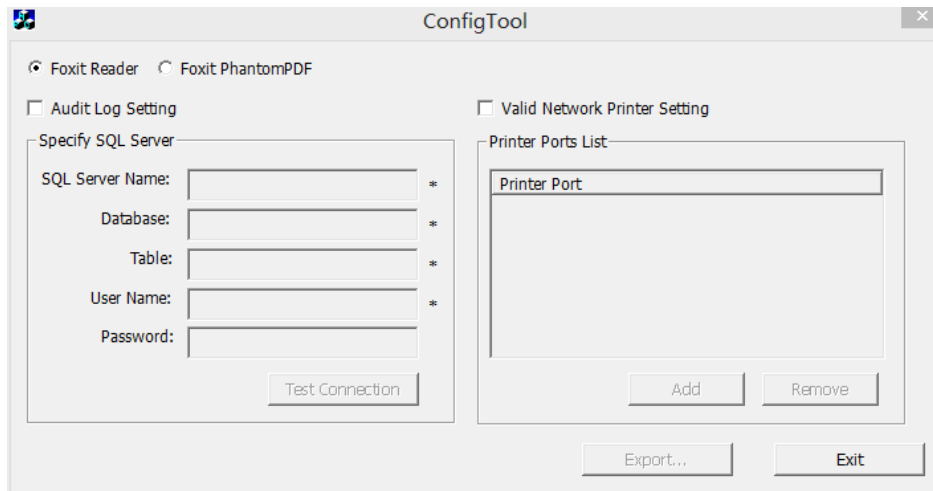 ConfigTool
Foxit Reader Foxit PhantomPDF
Audit Log Setting
Specify SQL Server
SQL Server Name: *
Database: *
Table: *
User Name: *
Password:
Test Connection
Valid Network Printer Setting
Printer Ports List
Printer Port
Add Remove
Export... Exit